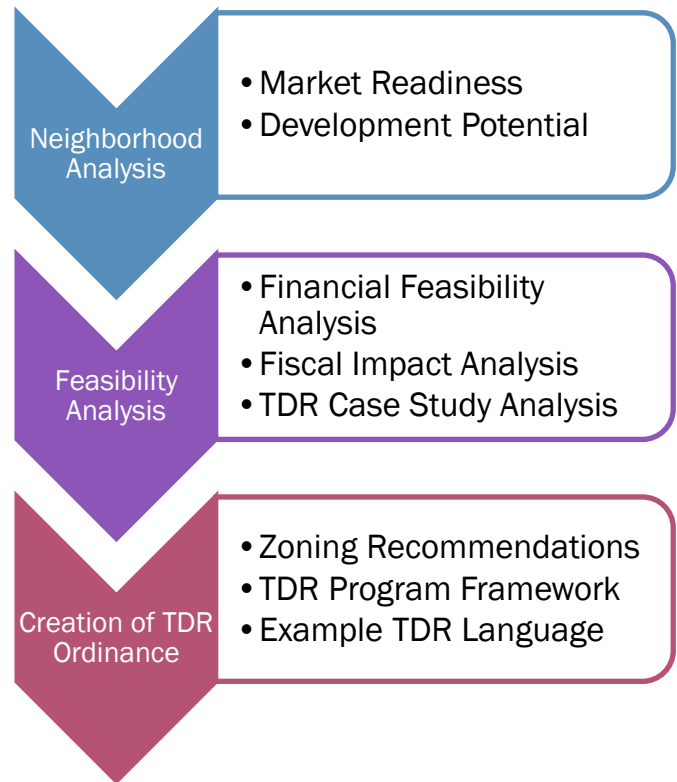 Neighborhood
Analysis
• Market Readiness
• Development Potential
Feasibility
Analysis
• Financial Feasibility
Analysis
• Fiscal Impact Analysis
• TDR Case Study Analysis
Creation of TDR
Ordinance
• Zoning Recommendations
• TDR Program Framework
• Example TDR Language